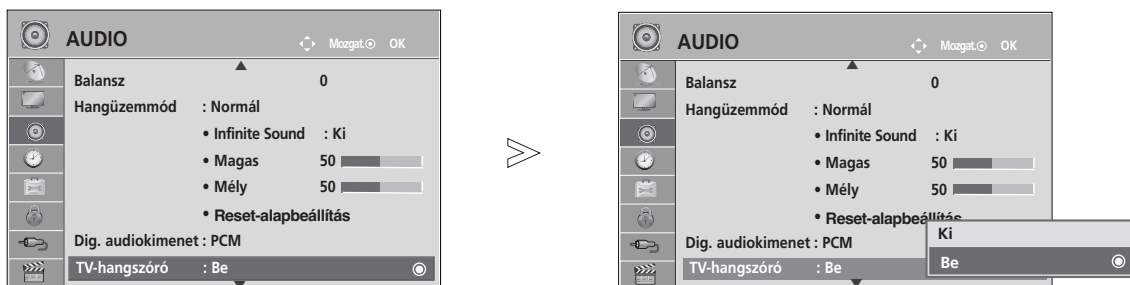 AUDIO
Mozgat. OK
Balansz 0
Hangüzemmód : Normál
• Infinite Sound : Ki
• Magas 50
• Mély 50
• Reset-alapbeállítás
Dig. audiokimenet : PCM
TV-hangszóró : Be
AUDIO
Mozgat. OK
Balansz 0
Hangüzemmód : Normál
• Infinite Sound : Ki
• Magas 50
• Mély 50
• Reset-alapbeállítás
Dig. audiokimenet : PCM
TV-hangszóró : Be
Ki
Be